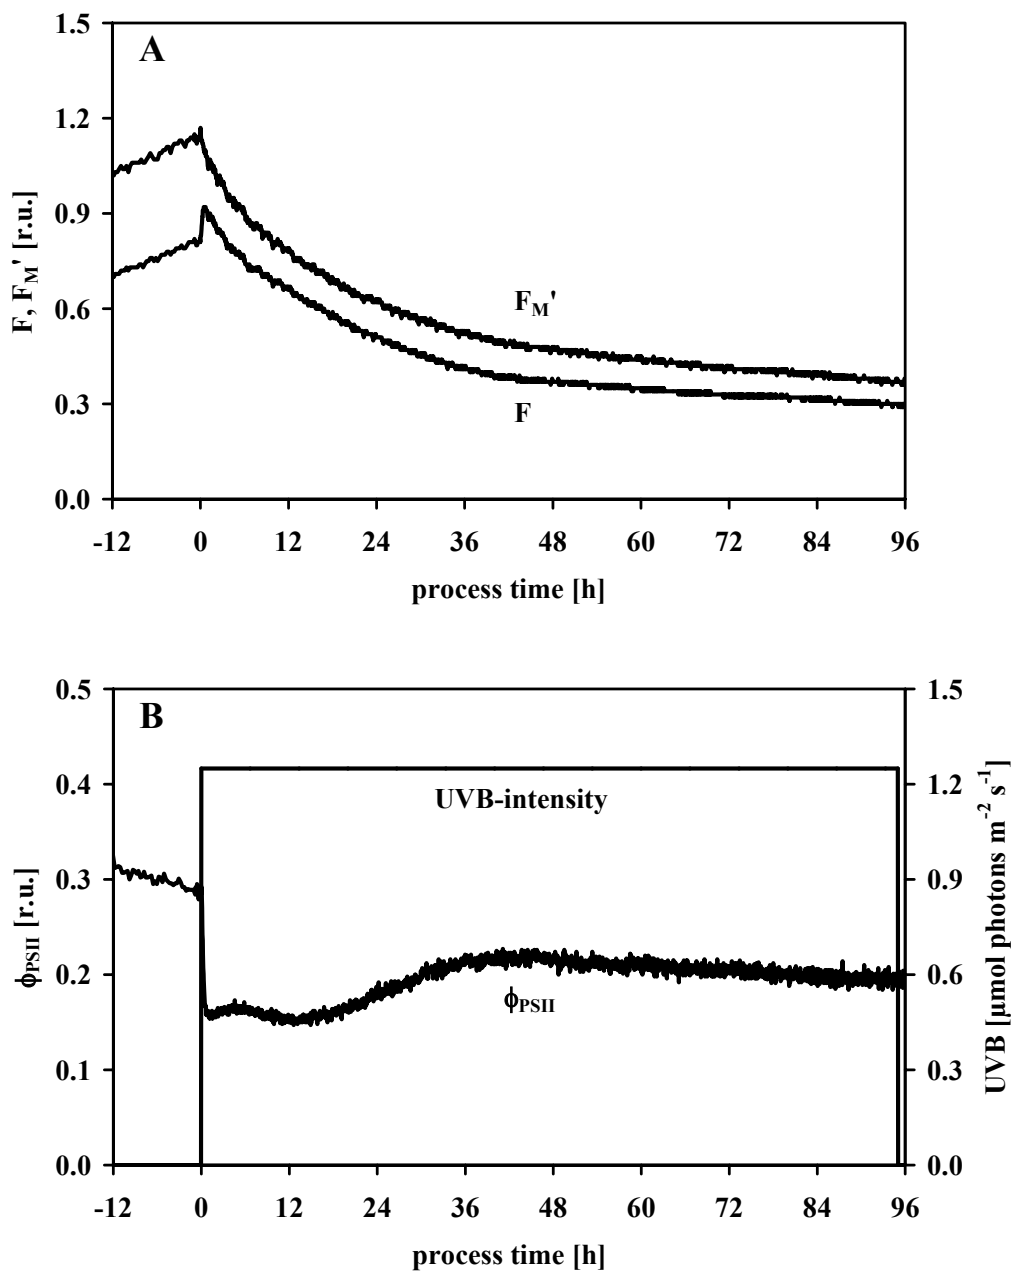 A
1.5
1.2
0.9
0.6
0.3
0.0
F, FM' [r.u.]
FM'
F
-12 0 12 24 36 48 60 72 84 96
process time [h]
B
0.5
0.4
0.3
0.2
0.1
0.0
ϕPSII [r.u.]
UVB-intensity
ϕPSII
1.5
1.2
0.9
0.6
0.3
0.0
UVB [µmol photons m-2 s-1]
-12 0 12 24 36 48 60 72 84 96
process time [h]